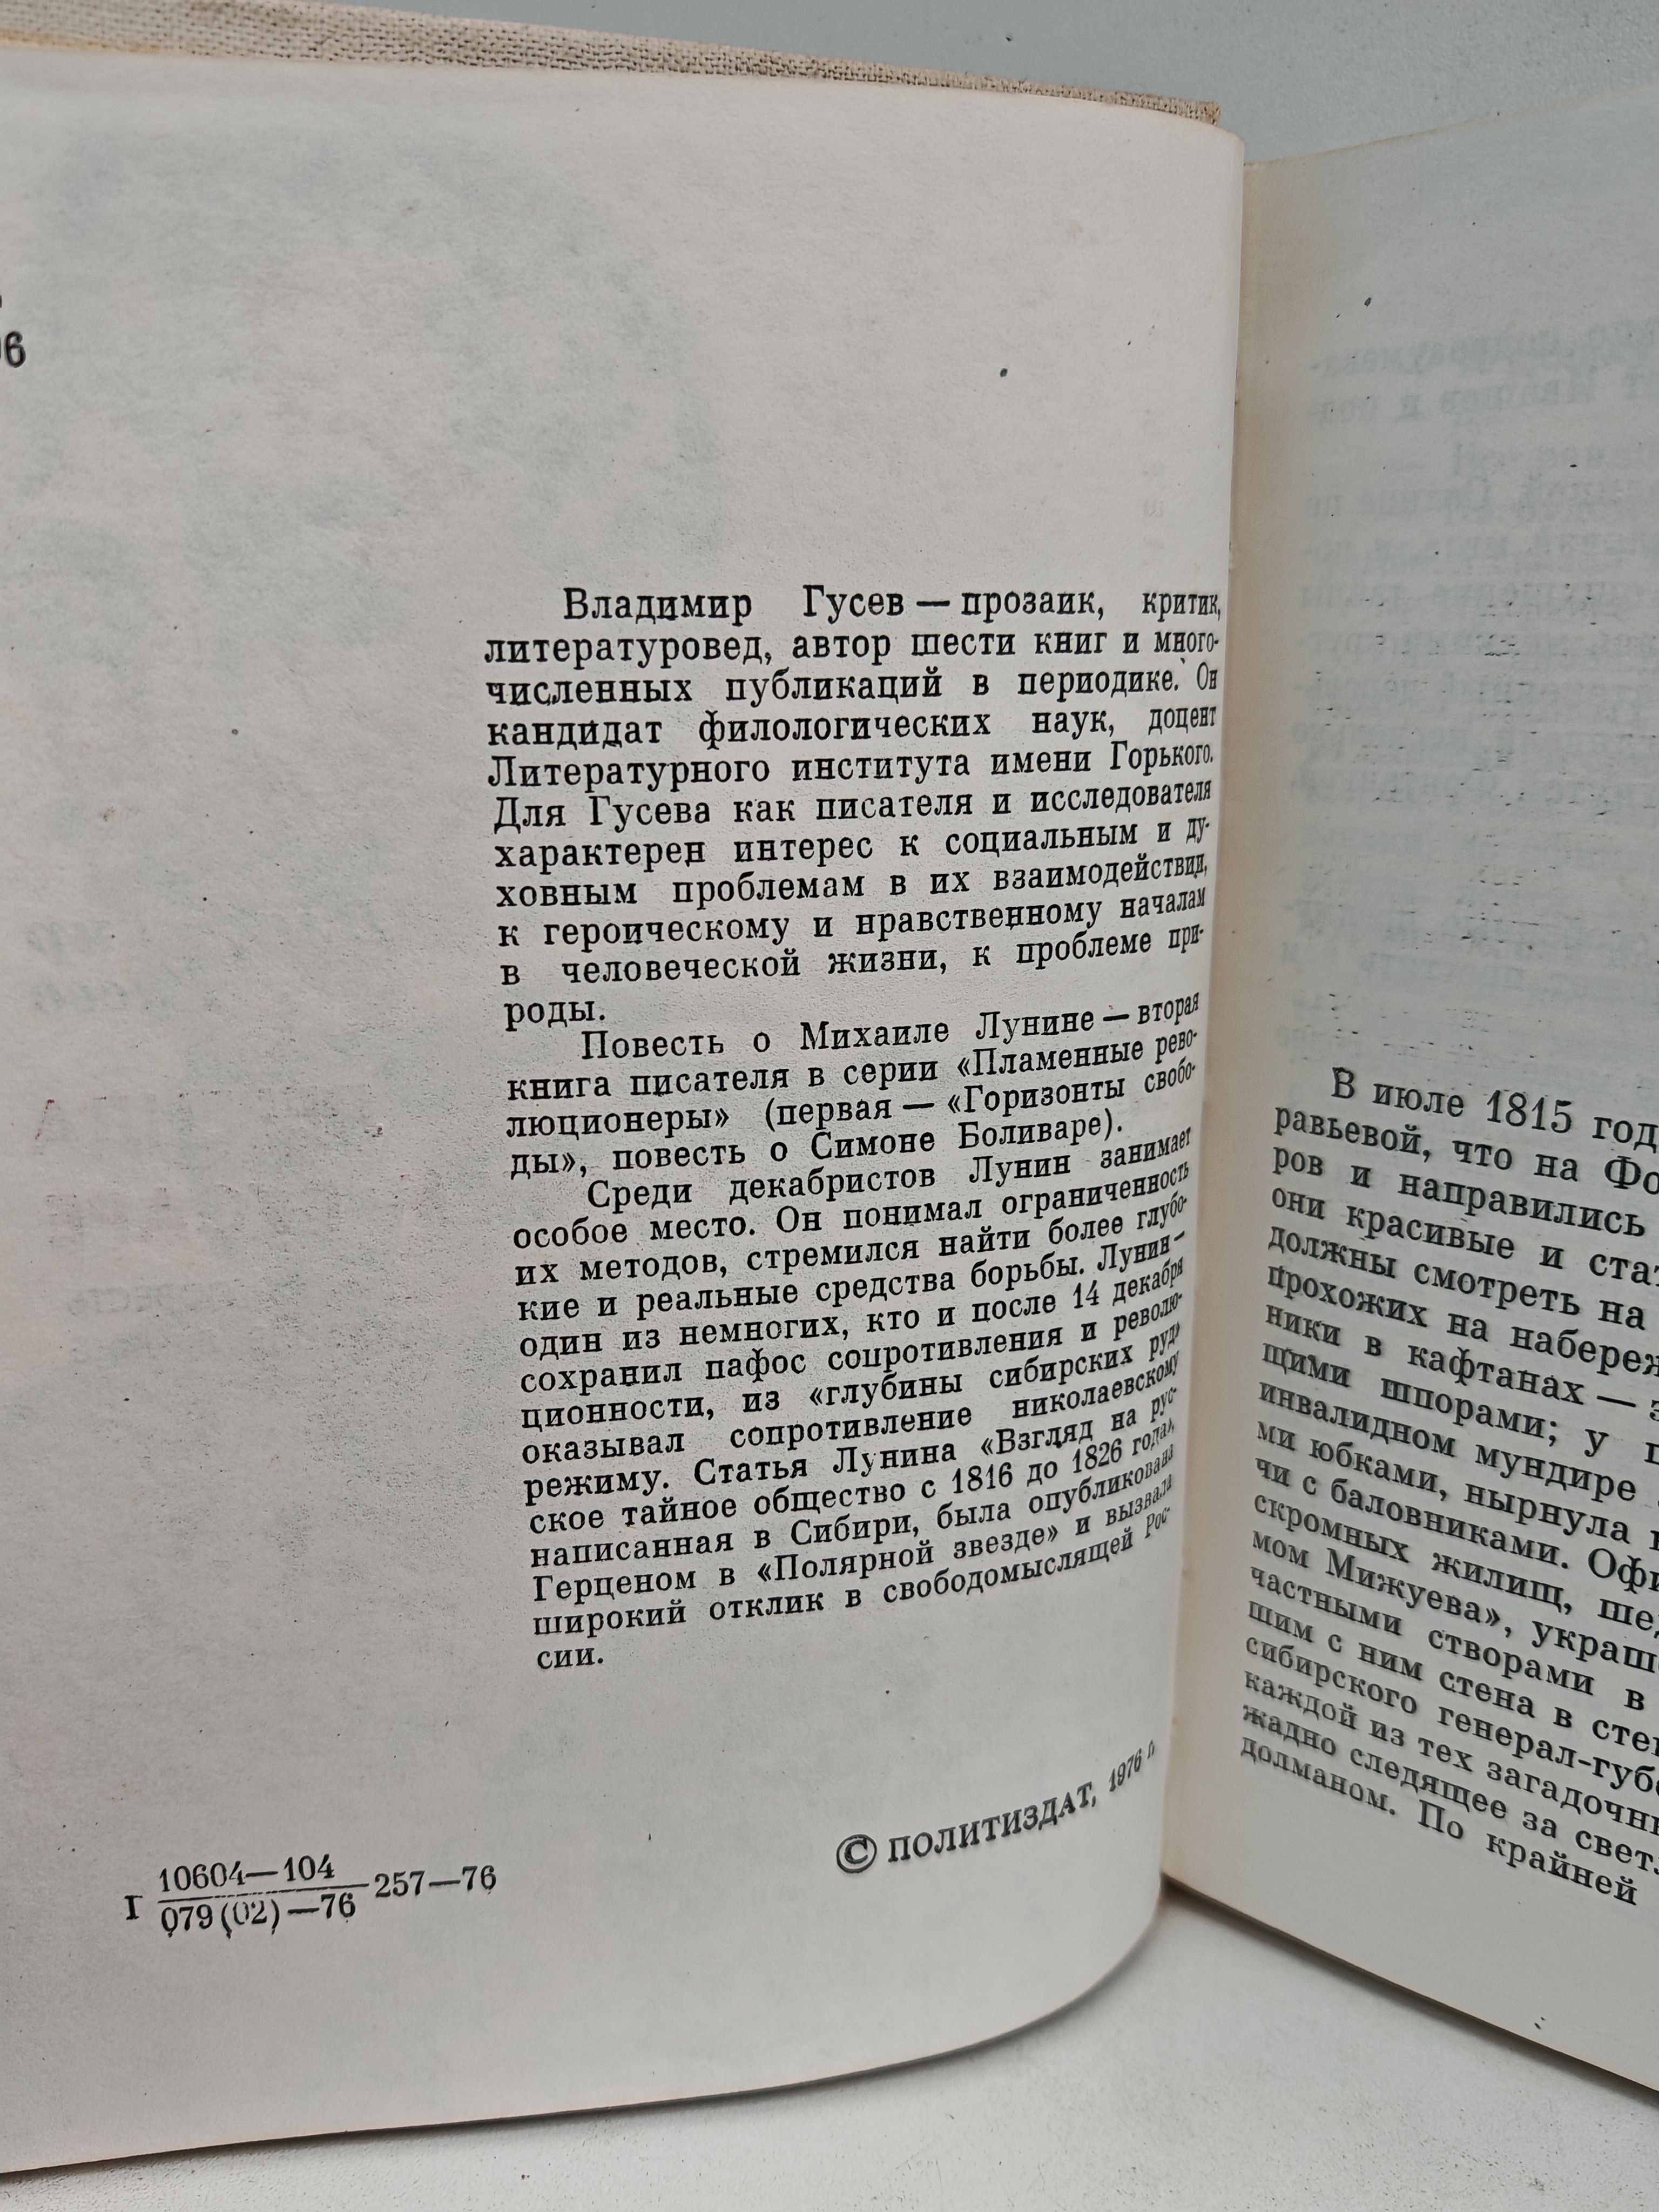 6
Владимир Гусев — прозаик, критик,
литературовед, автор шести книг и много-
численных публикаций в периодике. Он
кандидат филологических наук, доцент
Литературного института имени Горького.
Для Гусева как писателя и исследователя
характерен интерес к социальным и ду-
ховным проблемам в их взаимодействии,
к героическому и нравственному началам
в человеческой жизни, к проблеме при-
роды.
Повесть о Михаиле Лунине — вторая
книга писателя в серии «Пламенные рево-
люционеры» (первая — «Горизонты свобо-
ды», повесть о Симоне Боливаре).
Среди декабристов Лунин занимает
особое место. Он понимал ограниченность
их методов, стремился найти более глубо-
кие и реальные средства борьбы. Лунин —
один из немногих, кто и после 14 декабря
сохранил пафос сопротивления и револю-
ционности, из «глубины сибирских руд»
оказывал сопротивление николаевскому
режиму. Статья Лунина «Взгляд на рус-
ское тайное общество с 1816 до 1826 года»,
написанная в Сибири, была опубликована
Герценом в «Полярной звезде» и вызвала
широкий отклик в свободомыслящей Рос-
сии.
© ПОЛИТИЗДАТ, 1976 г.
Г 10604—104
079(02)—76 257—76
В июле 1815 год
равьевой, что на Фо
ров и направились
они красивые и стат
должны смотреть на
прохожих на набереж
ники в кафтанах —
щими шпорами; у
инвалидном мундире
ми юбками, нырнула
чи с баловниками. Офи
скромных жилищ, шед
мом Мижуева», украш
частными створами в
шим с ним стена в сте
сибирского генерал-губе
каждой из тех загадочн
жадно следящее за свет
долманом. По крайней